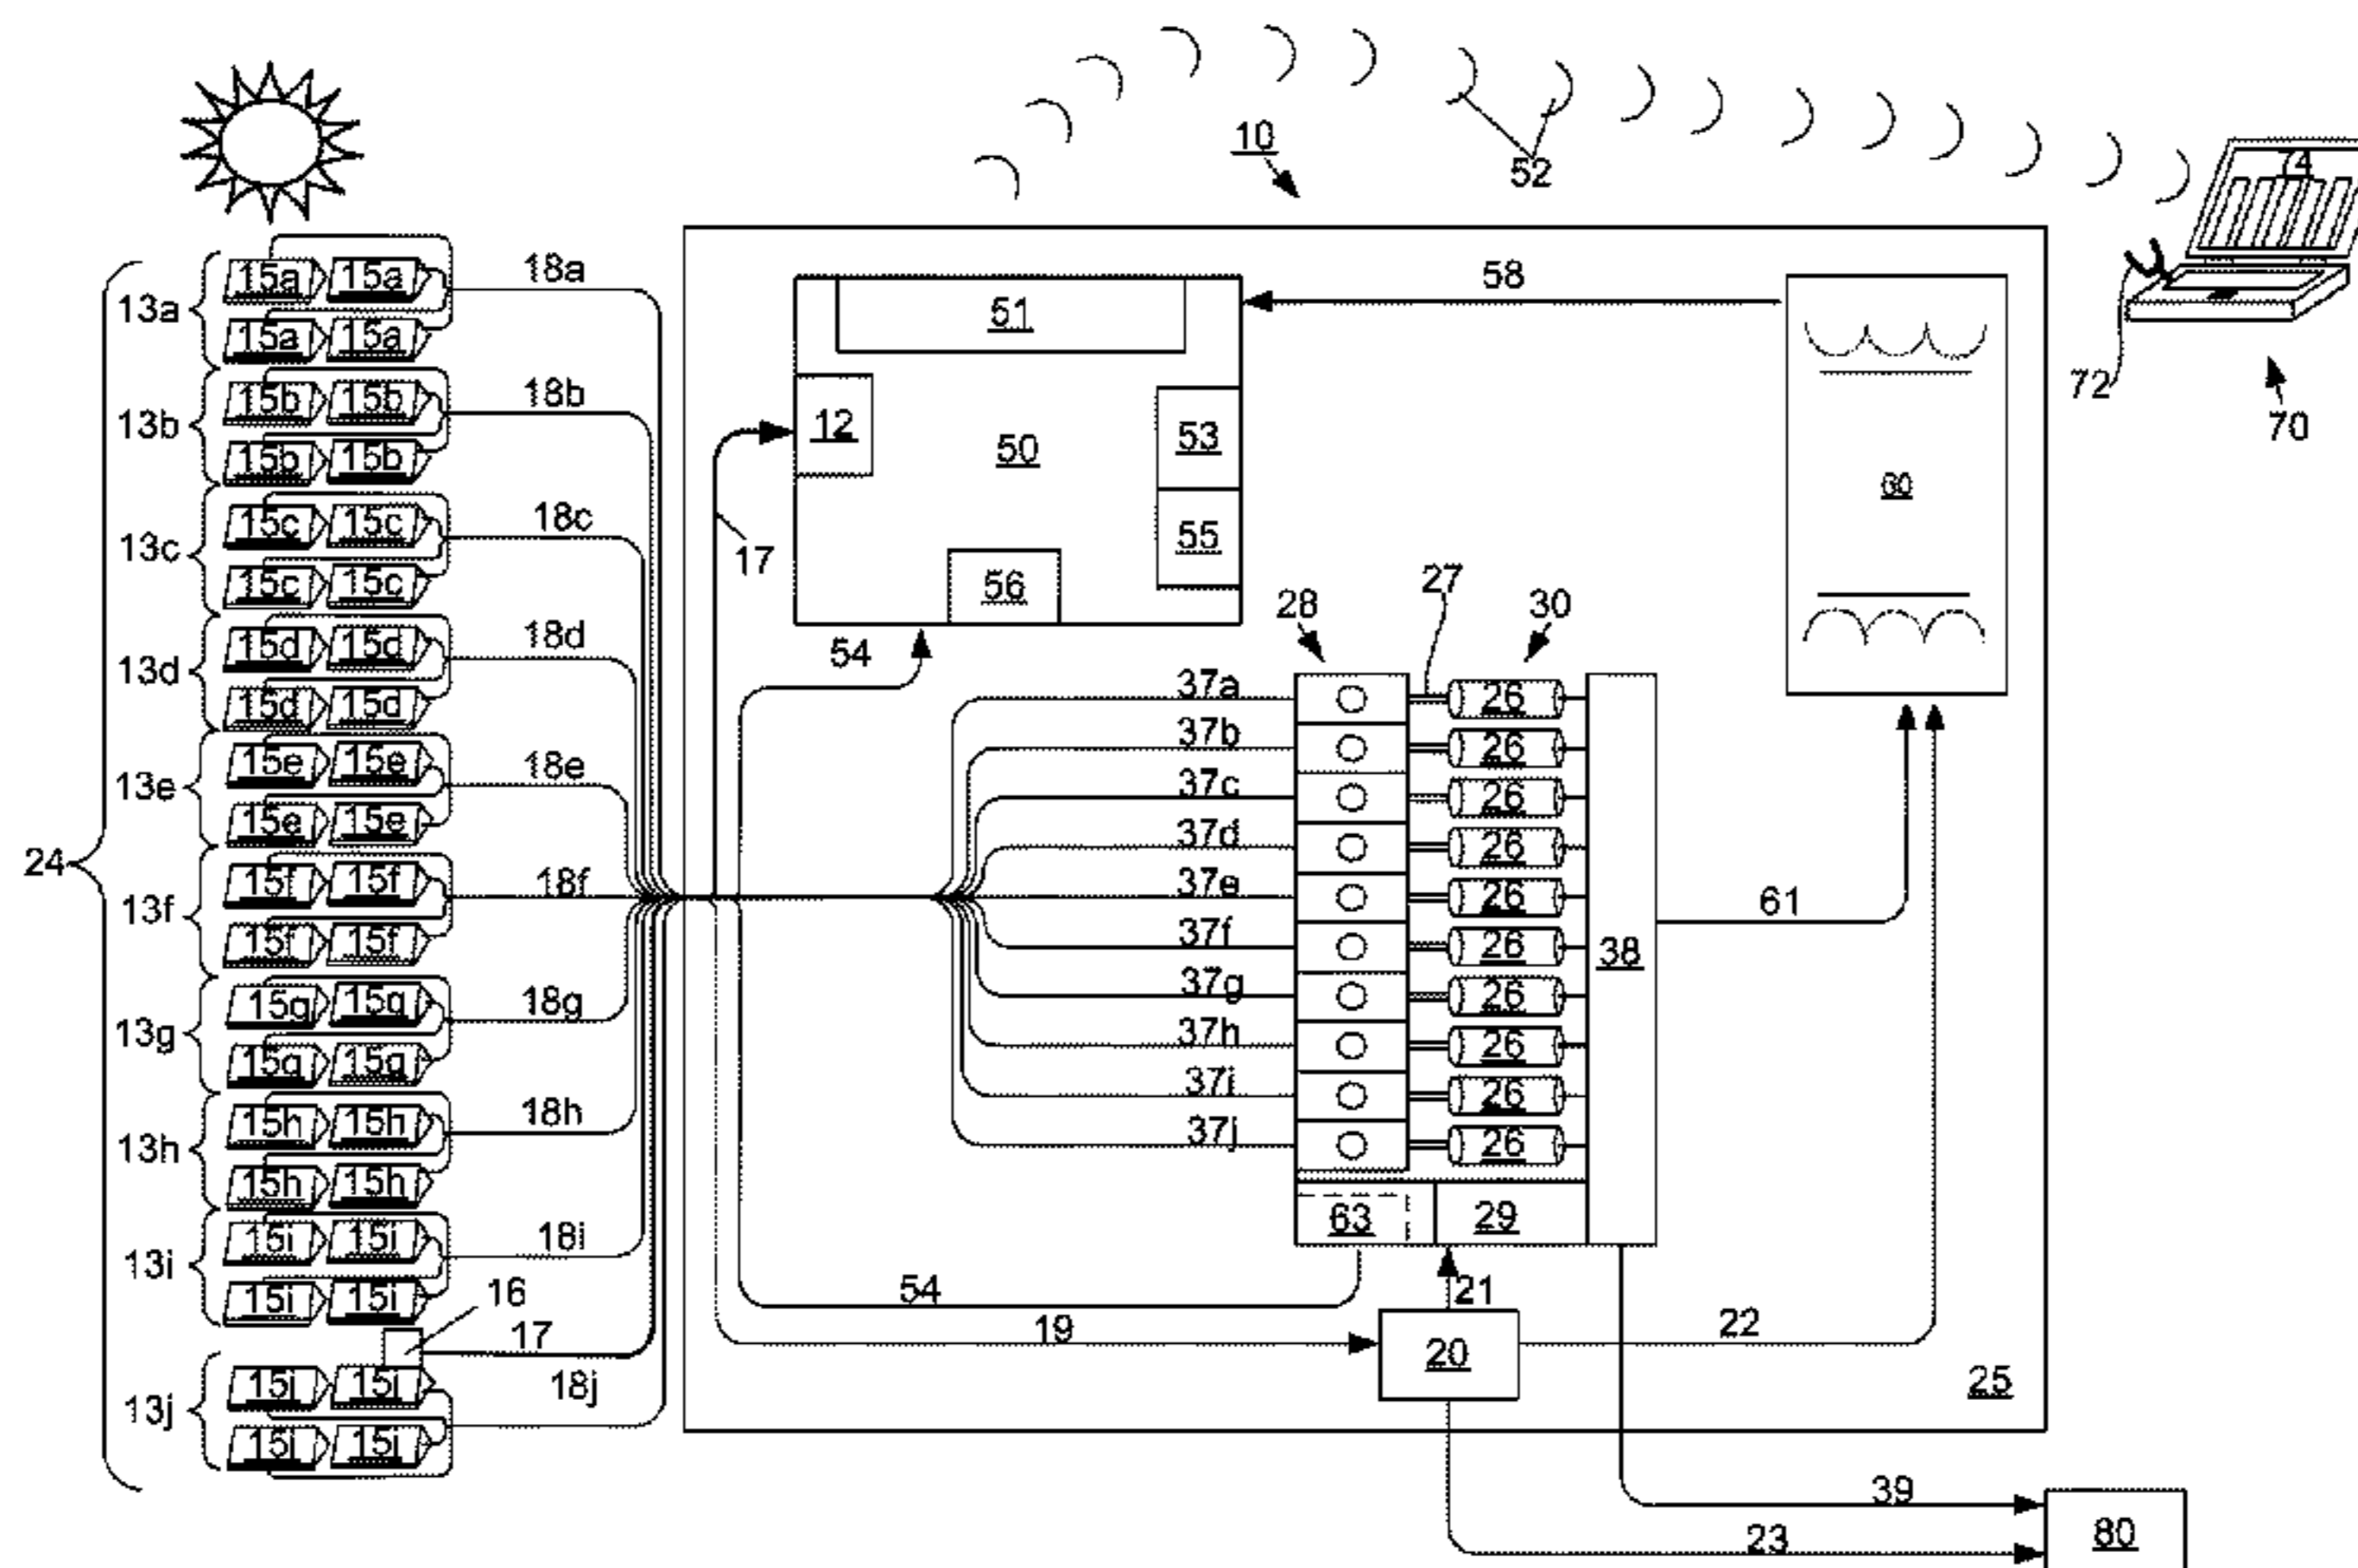 10
52
74
72
70
24
13a
15a 15a
15a 15a
18a
13b
15b 15b
15b 15b
18b
13c
15c 15c
15c 15c
18c
13d
15d 15d
15d 15d
18d
13e
15e 15e
15e 15e
18e
13f
15f 15f
15f 15f
18f
13g
15g 15g
15g 15g
18g
13h
15h 15h
15h 15h
18h
13i
15i 15i
15i 15i
18i
16
17
13j
15j 15j
15j 15j
18j
51
58
12
50
53
55
56
17
54
60
28
27
30
37a
26
37b
26
37c
26
37d
26
37e
26
37f
26
37g
26
37h
26
37i
26
37j
26
38
61
63
29
54
21
19
20
22
25
39
23
80